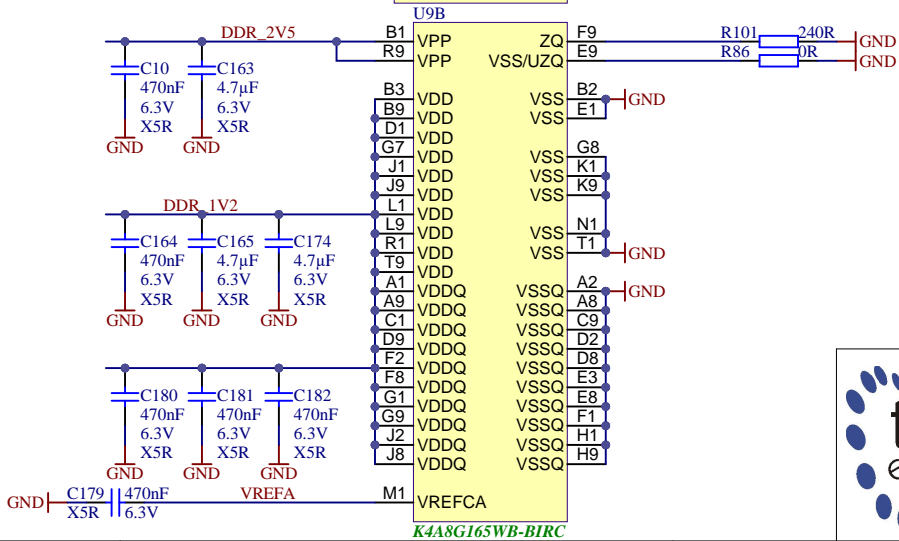 U9B
DDR_2V5
B1 VPP
R9 VPP
F9 ZQ
E9 VSS/UZQ
R101 240R GND
R86 0R GND
C10 470nF 6.3V X5R GND
C163 4.7µF 6.3V X5R GND
B3 VDD
B9 VDD
D1 VDD
G7 VDD
J1 VDD
J9 VDD
L1 VDD
L9 VDD
R1 VDD
T9 VDD
B2 VSS GND
E1 VSS
G8 VSS
K1 VSS
K9 VSS
N1 VSS
T1 VSS GND
DDR_1V2
C164 470nF 6.3V X5R GND
C165 4.7µF 6.3V X5R GND
C174 4.7µF 6.3V X5R GND
A1 VDDQ
A9 VDDQ
C1 VDDQ
D9 VDDQ
F2 VDDQ
F8 VDDQ
G1 VDDQ
G9 VDDQ
J2 VDDQ
J8 VDDQ
A2 VSSQ GND
A8 VSSQ
C9 VSSQ
D2 VSSQ
D8 VSSQ
E3 VSSQ
E8 VSSQ
F1 VSSQ
H1 VSSQ
H9 VSSQ
C180 470nF 6.3V X5R GND
C181 470nF 6.3V X5R GND
C182 470nF 6.3V X5R GND
GND C179 470nF X5R 6.3V VREFA
M1 VREFCA
K4A8G165WB-BIRC